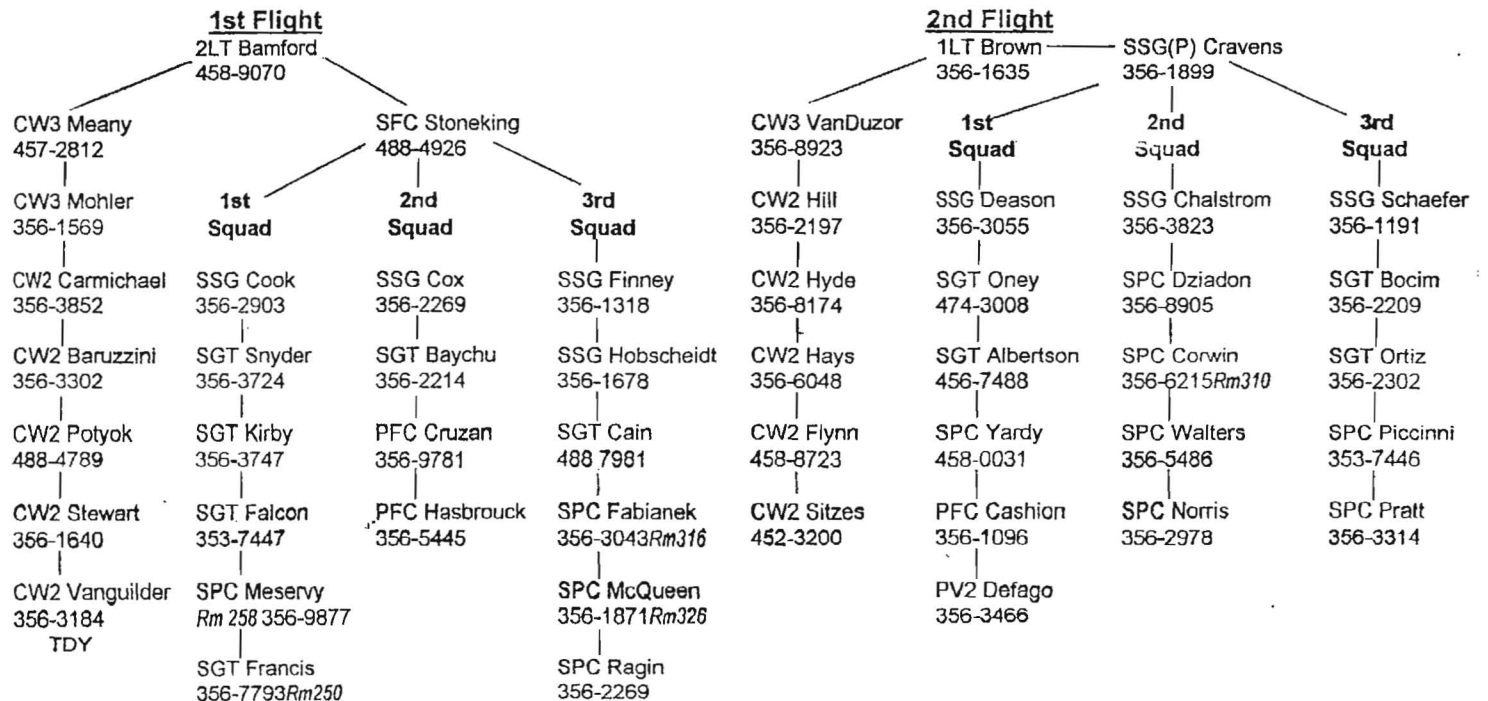 1st Flight
2LT Bamford
458-9070
CW3 Meany
457-2812
CW3 Mohler
356-1569
CW2 Carmichael
356-3852
CW2 Baruzzini
356-3302
CW2 Potyok
488-4789
CW2 Stewart
356-1640
CW2 Vanguilder
356-3184
TDY
SFC Stoneking
488-4926
1st
Squad
SSG Cook
356-2903
SGT Snyder
356-3724
SGT Kirby
356-3747
SGT Falcon
353-7447
SPC Meservy
Rm 258 356-9877
SGT Francis
356-7793Rm250
2nd
Squad
SSG Cox
356-2269
SGT Baychu
356-2214
PFC Cruzan
356-9781
PFC Hasbrouck
356-5445
3rd
Squad
SSG Finney
356-1318
SSG Hobscheidt
356-1678
SGT Cain
488 7981
SPC Fabianek
356-3043Rm316
SPC McQueen
356-1871Rm326
SPC Ragin
356-2269
2nd Flight
1LT Brown
356-1635
SSG(P) Cravens
356-1899
CW3 VanDuzor
356-8923
CW2 Hill
356-2197
CW2 Hyde
356-8174
CW2 Hays
356-6048
CW2 Flynn
458-8723
CW2 Sitzes
452-3200
1st
Squad
SSG Deason
356-3055
SGT Oney
474-3008
SGT Albertson
456-7488
SPC Yardy
458-0031
PFC Cashion
356-1096
PV2 Defago
356-3466
2nd
Squad
SSG Chalstrom
356-3823
SPC Dziadon
356-8905
SPC Corwin
356-6215Rm310
SPC Walters
356-5486
SPC Norris
356-2978
3rd
Squad
SSG Schaefer
356-1191
SGT Bocim
356-2209
SGT Ortiz
356-2302
SPC Piccinni
353-7446
SPC Pratt
356-3314